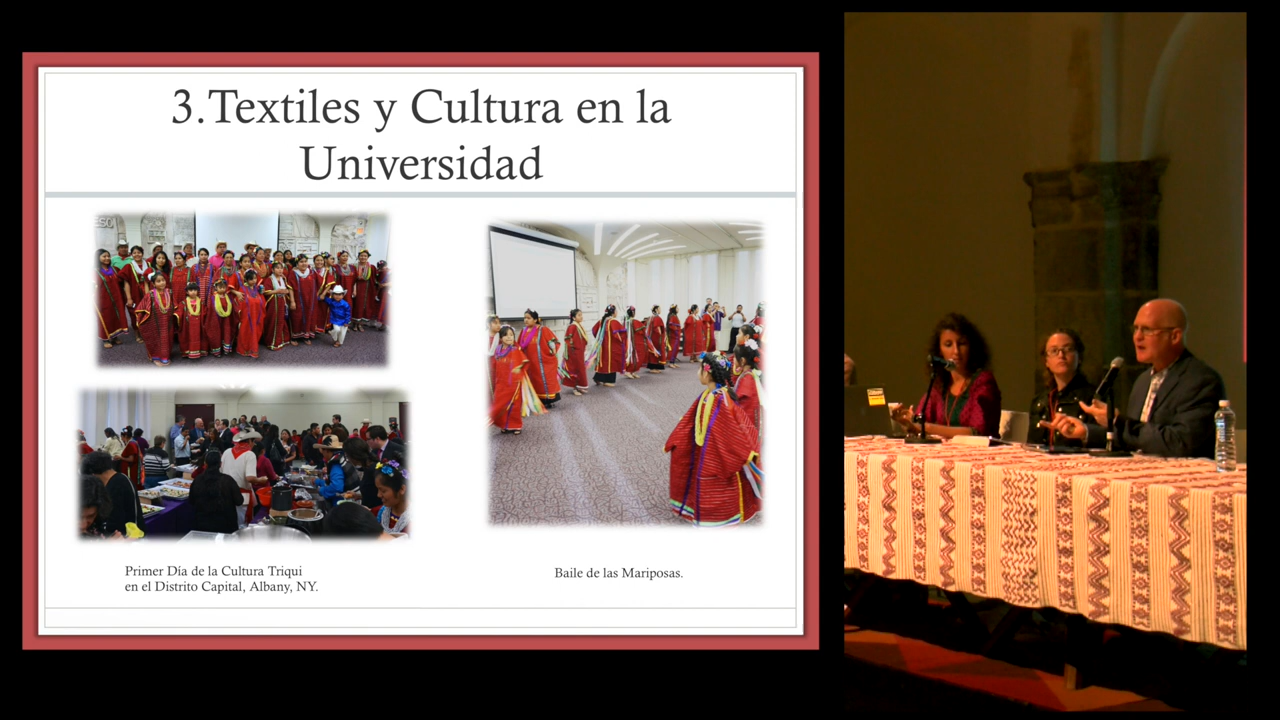 3.Textiles y Cultura en la
Universidad
Primer Día de la Cultura Triqui
en el Distrito Capital, Albany, NY.
Baile de las Mariposas.